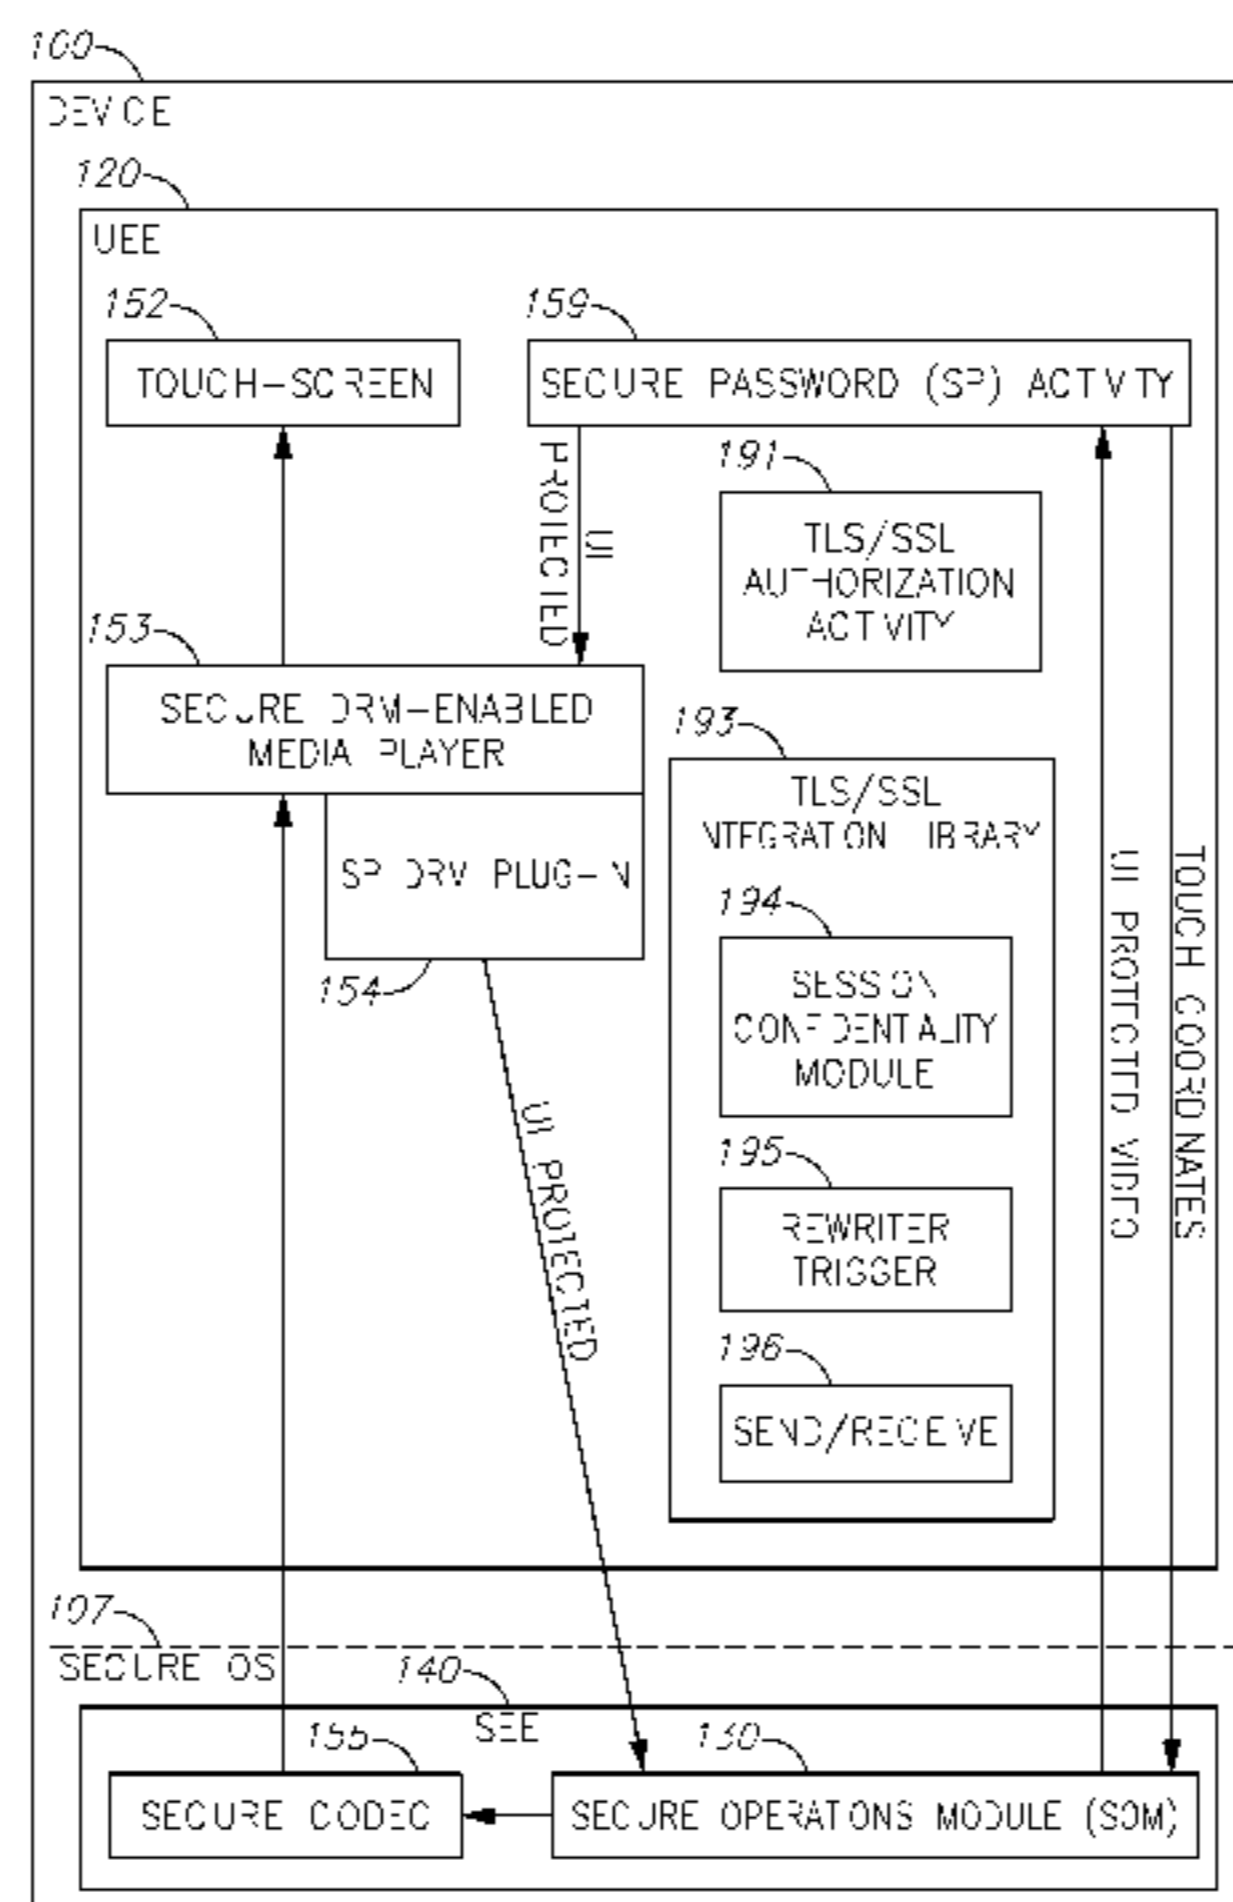 100
DEVICE
120
UEE
152
159
TOUCH-SCREEN
SECURE PASSWORD (SP) ACTIVITY
UI
PROTECTED
191
TLS/SSL
AUTHORIZATION
ACTIVITY
153
SECURE DRM-ENABLED
MEDIA PLAYER
193
TLS/SSL
INTEGRATION LIBRARY
SP DRM PLUG-IN
154
194
SESSION
CONFIDENTIALITY
MODULE
UI PROTECTED VIDEO
TOUCH COORDINATES
UI PROTECTED
195
REWRITER
TRIGGER
196
SEND/RECEIVE
107
SECURE OS
140
SEE
155
130
SECURE CODEC
SECURE OPERATIONS MODULE (SOM)